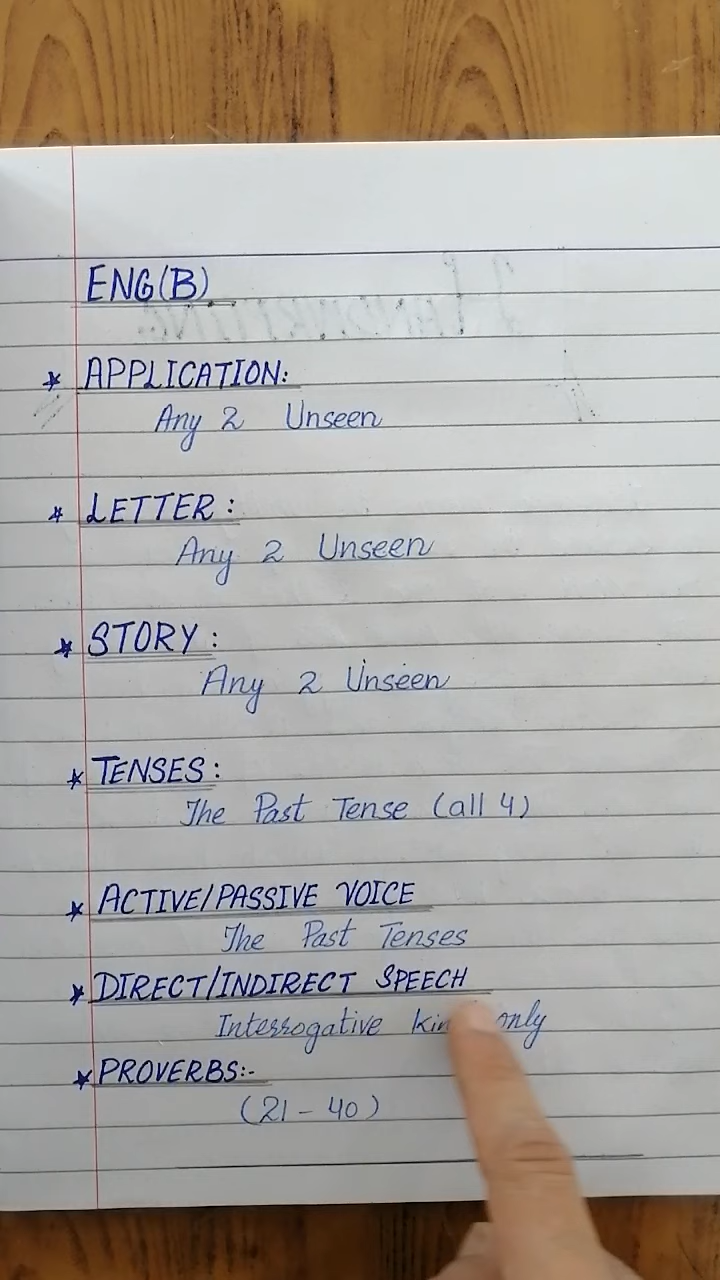 ENG(B)
* APPLICATION:
Any 2 Unseen
* LETTER:
Any 2 Unseen
* STORY:
Any 2 Unseen
* TENSES:
The Past Tense (all 4)
* ACTIVE/PASSIVE VOICE
The Past Tenses
* DIRECT/INDIRECT SPEECH
Interrogative only
* PROVERBS:-
(21-40)